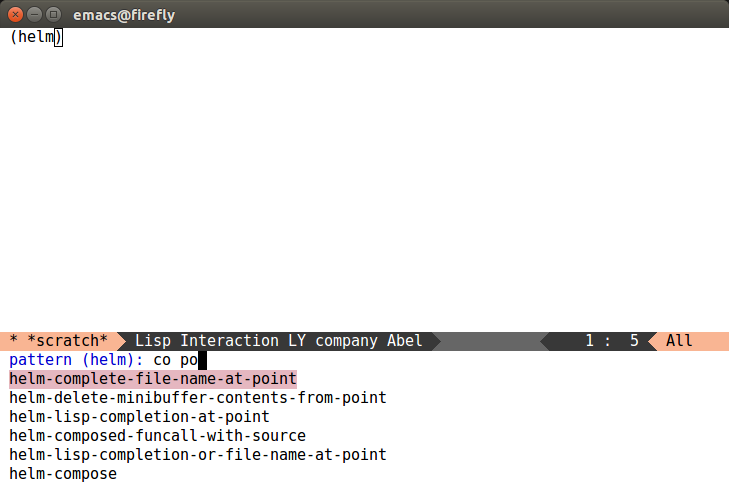 emacs@firefly
(helm)
* *scratch* Lisp Interaction LY company Abel 1 : 5 All
pattern (helm): co po
helm-complete-file-name-at-point
helm-delete-minibuffer-contents-from-point
helm-lisp-completion-at-point
helm-composed-funcall-with-source
helm-lisp-completion-or-file-name-at-point
helm-compose